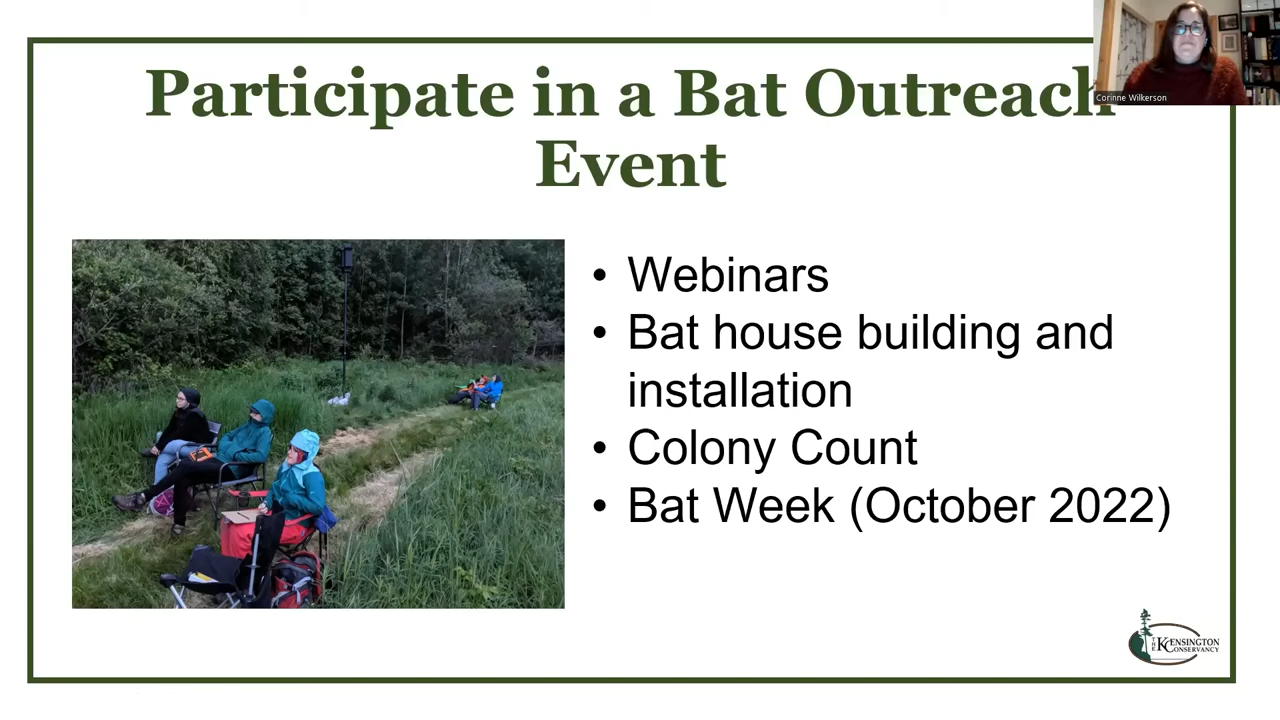 Participate in a Bat Outreach
Event
Corinne Wilkerson
• Webinars
• Bat house building and
installation
• Colony Count
• Bat Week (October 2022)
THE KENSINGTON
CONSERVANCY